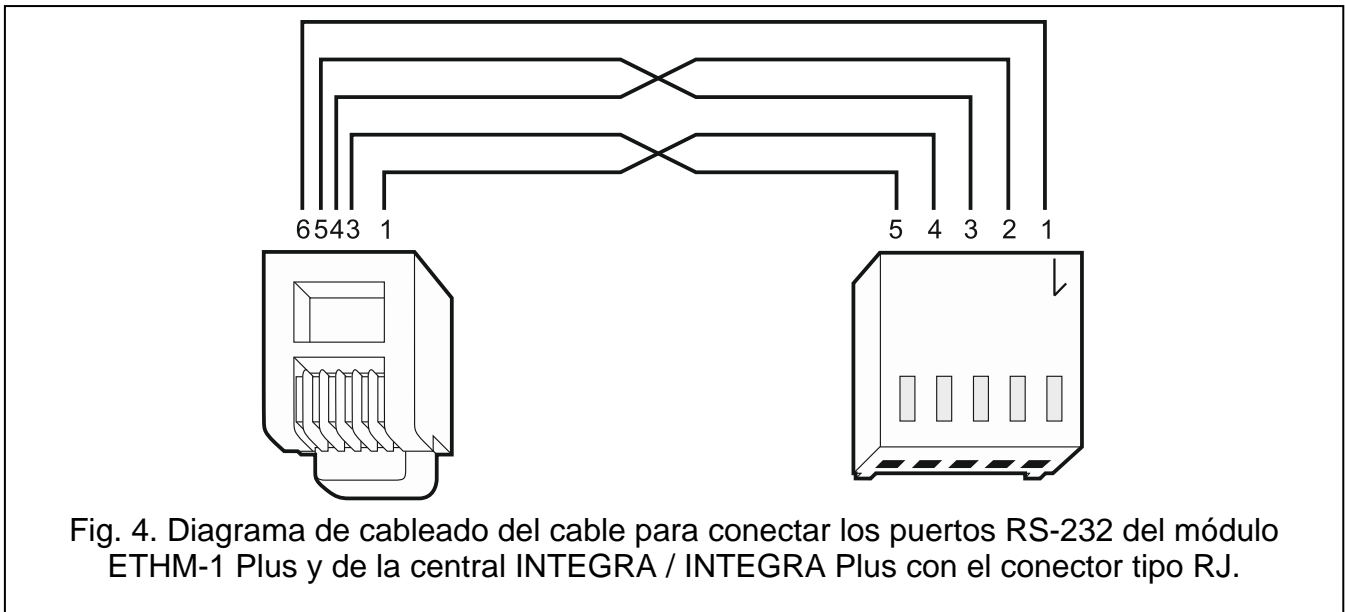 6543 1 5 4 3 2 1
Fig. 4. Diagrama de cableado del cable para conectar los puertos RS-232 del módulo
ETHM-1 Plus y de la central INTEGRA / INTEGRA Plus con el conector tipo RJ.